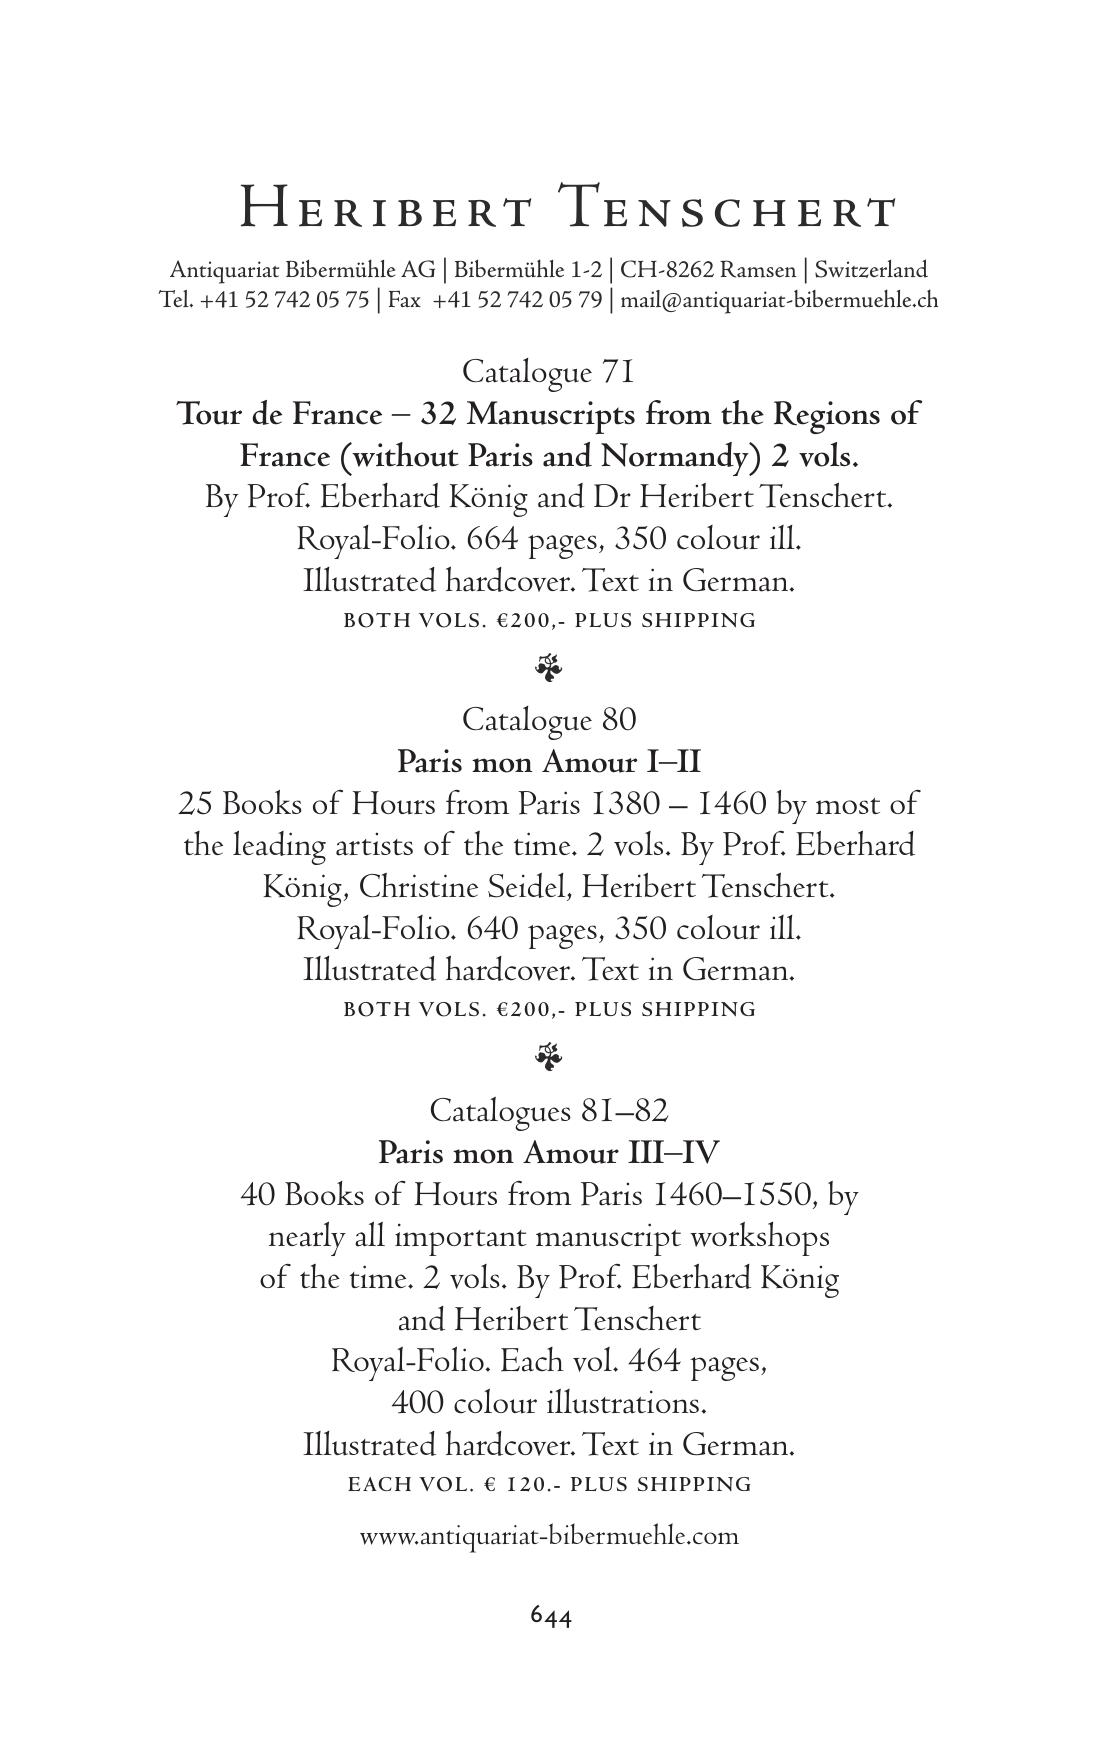 Heribert Tenschert
Antiquariat Bibermühle AG | Bibermühle 1-2 | CH-8262 Ramsen | Switzerland
Tel. +41 52 742 05 75 | Fax +41 52 742 05 79 | mail@antiquariat-bibermuehle.ch
Catalogue 71
Tour de France – 32 Manuscripts from the Regions of
France (without Paris and Normandy) 2 vols.
By Prof. Eberhard König and Dr Heribert Tenschert.
Royal-Folio. 664 pages, 350 colour ill.
Illustrated hardcover. Text in German.
BOTH VOLS. €200,- PLUS SHIPPING
Catalogue 80
Paris mon Amour I–II
25 Books of Hours from Paris 1380 – 1460 by most of
the leading artists of the time. 2 vols. By Prof. Eberhard
König, Christine Seidel, Heribert Tenschert.
Royal-Folio. 640 pages, 350 colour ill.
Illustrated hardcover. Text in German.
BOTH VOLS. €200,- PLUS SHIPPING
Catalogues 81–82
Paris mon Amour III–IV
40 Books of Hours from Paris 1460–1550, by
nearly all important manuscript workshops
of the time. 2 vols. By Prof. Eberhard König
and Heribert Tenschert
Royal-Folio. Each vol. 464 pages,
400 colour illustrations.
Illustrated hardcover. Text in German.
EACH VOL. € 120.- PLUS SHIPPING
www.antiquariat-bibermuehle.com
644